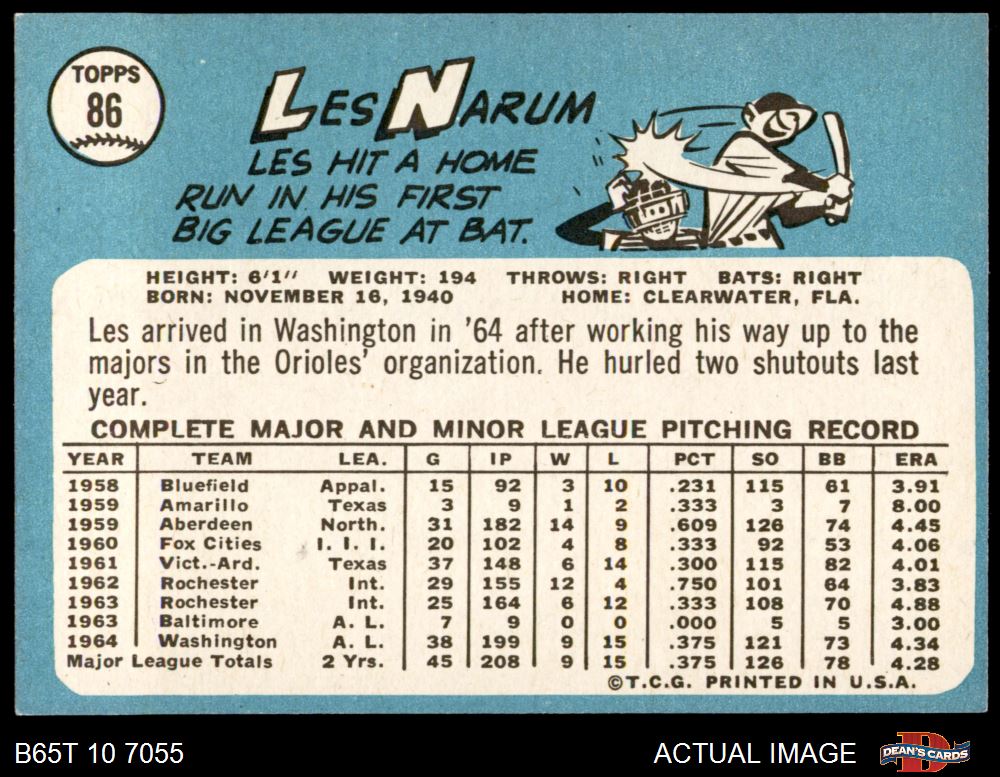 TOPPS
86
LES NARUM
LES HIT A HOME
RUN IN HIS FIRST
BIG LEAGUE AT BAT.
HEIGHT: 6'1" WEIGHT: 194 THROWS: RIGHT BATS: RIGHT
BORN: NOVEMBER 16, 1940 HOME: CLEARWATER, FLA.
Les arrived in Washington in '64 after working his way up to the
majors in the Orioles' organization. He hurled two shutouts last
year.
COMPLETE MAJOR AND MINOR LEAGUE PITCHING RECORD
YEAR TEAM LEA. G IP W L PCT SO BB ERA
1958 Bluefield Appal. 15 92 3 10 .231 115 61 3.91
1959 Amarillo Texas 3 9 1 2 .333 3 7 8.00
1959 Aberdeen North. 31 182 14 9 .609 126 74 4.45
1960 Fox Cities I. I. I. 20 102 4 8 .333 92 53 4.06
1961 Vict.-Ard. Texas 37 148 6 14 .300 115 82 4.01
1962 Rochester Int. 29 155 12 4 .750 101 64 3.83
1963 Rochester Int. 25 164 6 12 .333 108 70 4.88
1963 Baltimore A. L. 7 9 0 0 .000 5 5 3.00
1964 Washington A. L. 38 199 9 15 .375 121 73 4.34
Major League Totals 2 Yrs. 45 208 9 15 .375 126 78 4.28
©T.C.G. PRINTED IN U.S.A.
B65T 10 7055 ACTUAL IMAGE DEAN'S CARDS